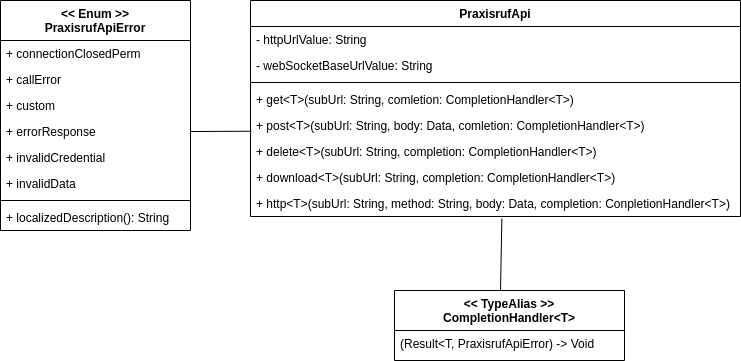 << Enum >>
PraxisrufApiError
+ connectionClosedPerm
+ callError
+ custom
+ errorResponse
+ invalidCredential
+ invalidData
+ localizedDescription(): String
PraxisrufApi
- httpUrlValue: String
- webSocketBaseUrlValue: String
+ get<T>(subUrl: String, comletion: CompletionHandler<T>)
+ post<T>(subUrl: String, body: Data, comletion: CompletionHandler<T>)
+ delete<T>(subUrl: String, completion: CompletionHandler<T>)
+ download<T>(subUrl: String, completion: CompletionHandler<T>)
+ http<T>(subUrl: String, method: String, body: Data, completion: ConpletionHandler<T>)
<< TypeAlias >>
CompletionHandler<T>
(Result<T, PraxisrufApiError) -> Void